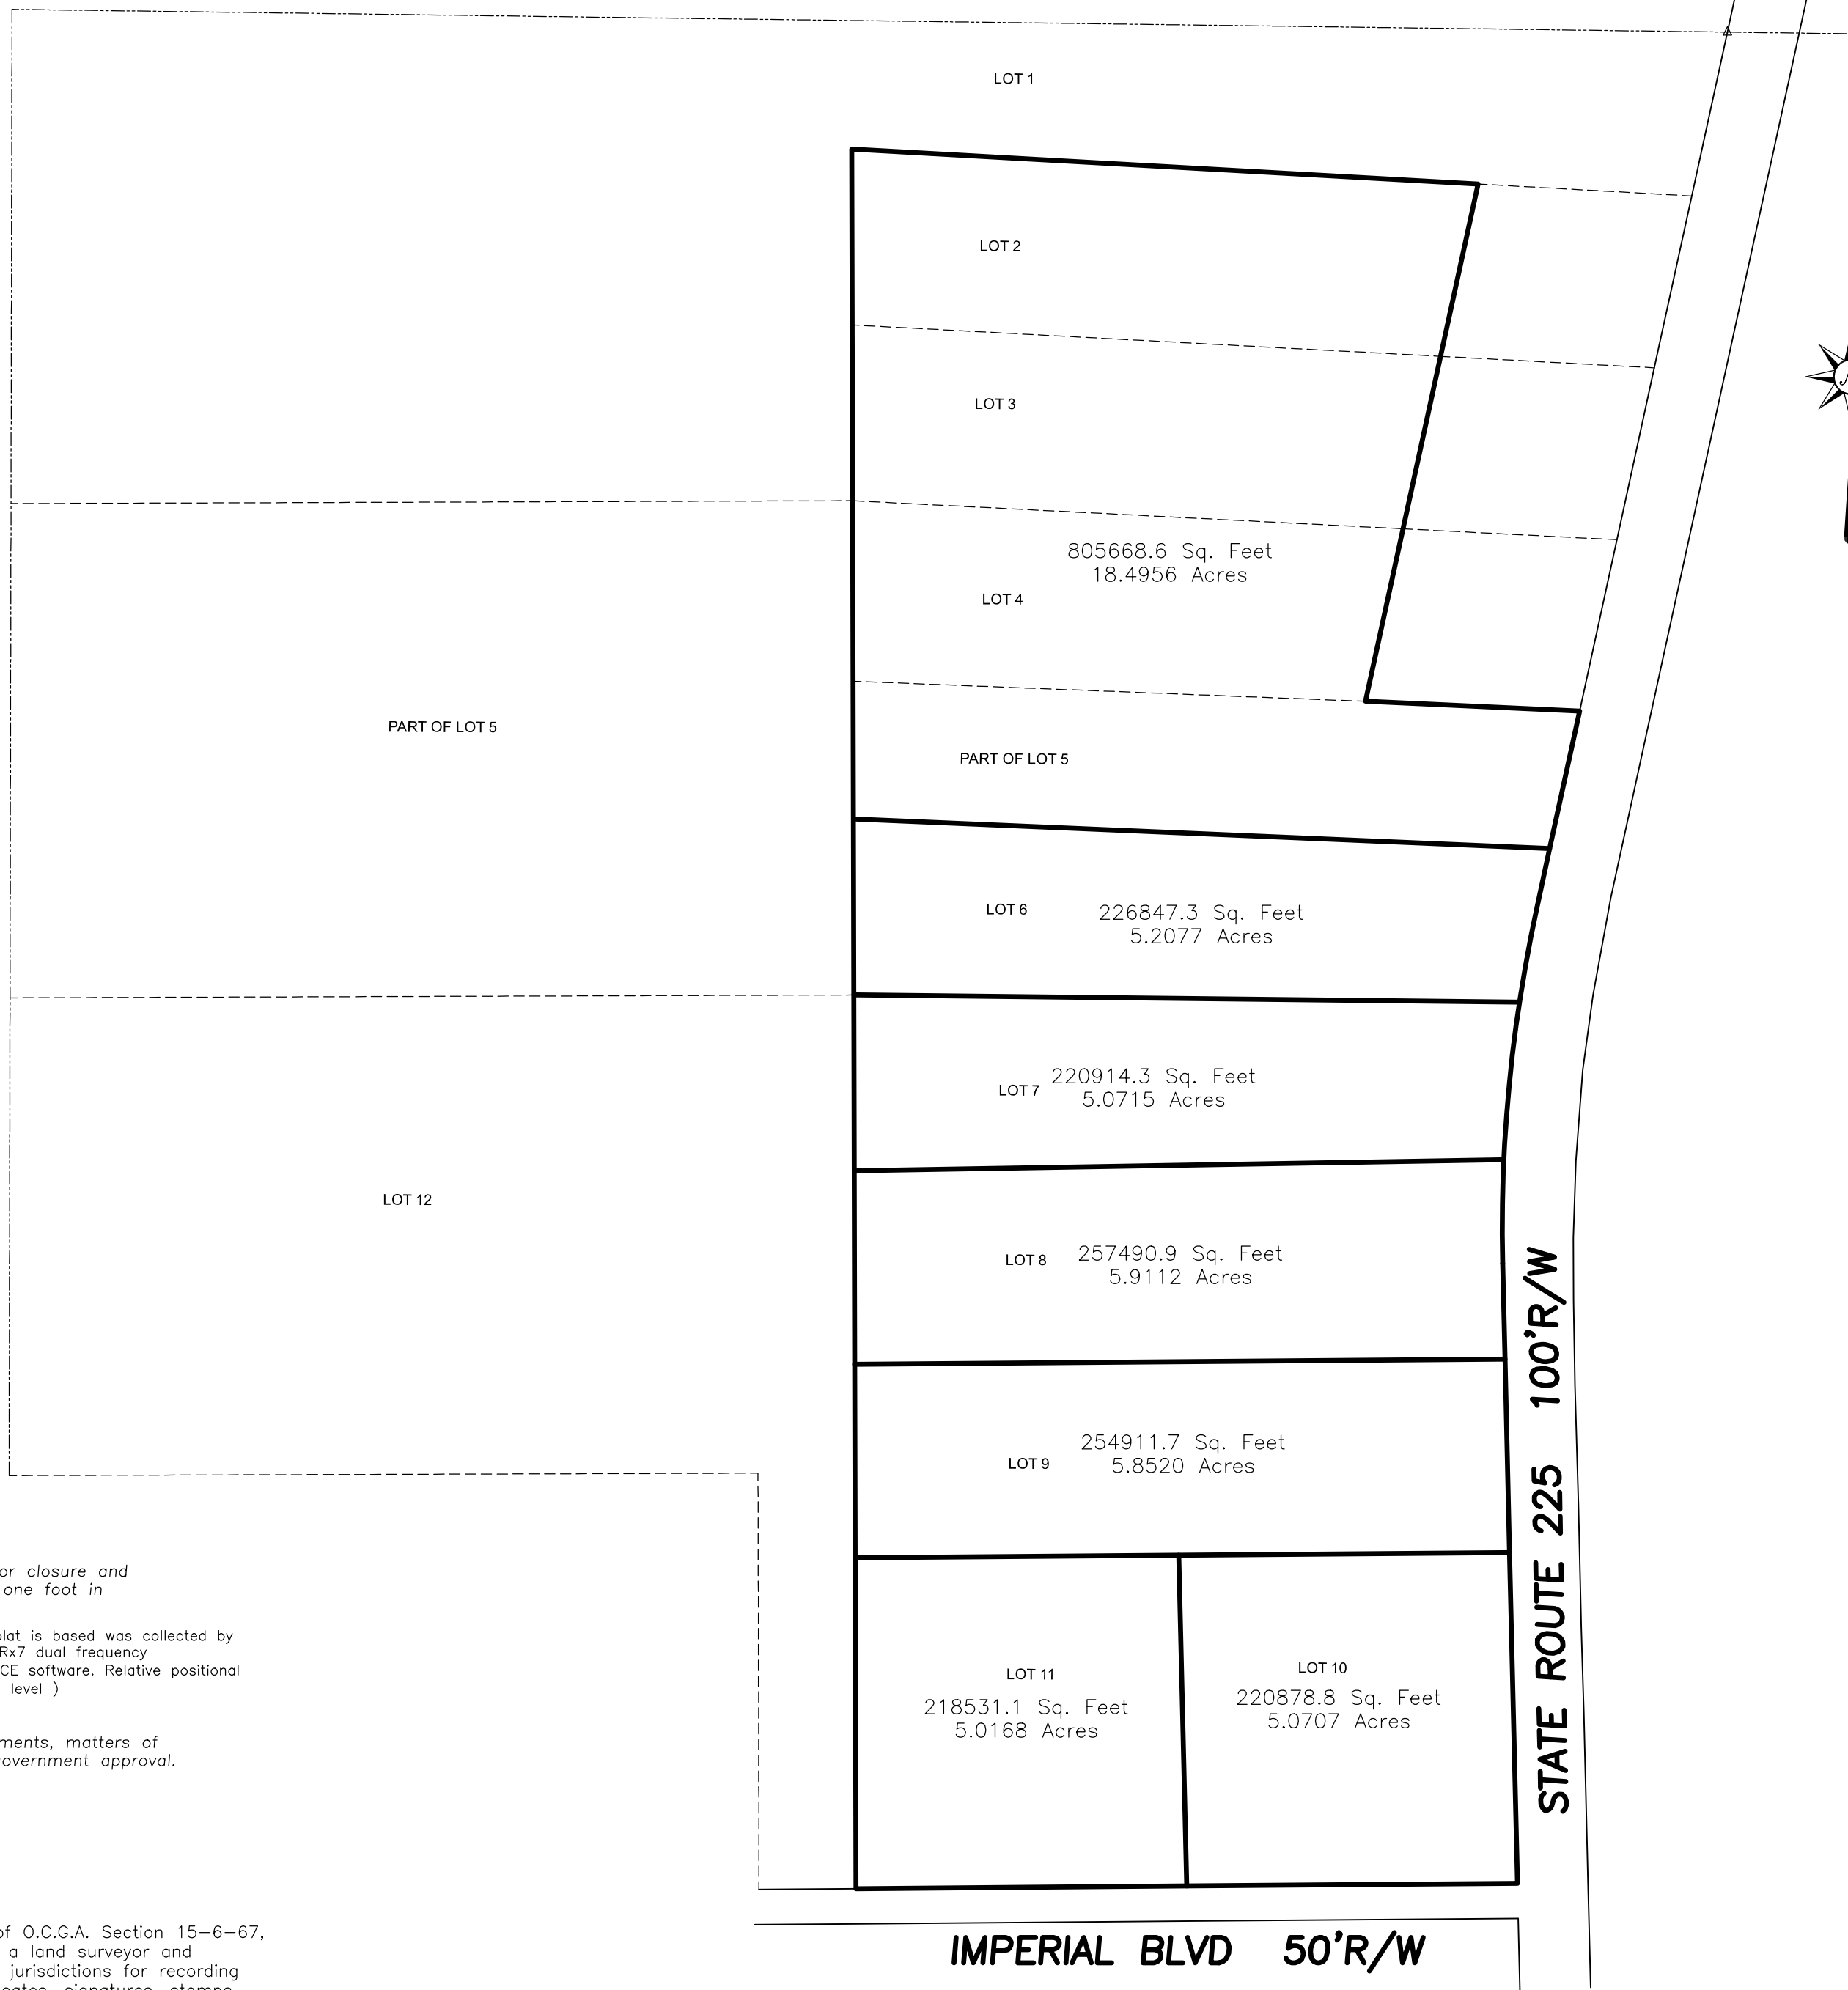 LOT 1
LOT 2
LOT 3
805668.6 Sq. Feet
18.4956 Acres
LOT 4
PART OF LOT 5
PART OF LOT 5
LOT 6
226847.3 Sq. Feet
5.2077 Acres
LOT 7
220914.3 Sq. Feet
5.0715 Acres
LOT 12
LOT 8
257490.9 Sq. Feet
5.9112 Acres
LOT 9
254911.7 Sq. Feet
5.8520 Acres
STATE ROUTE 225 100'R/W
or closure and
one foot in
plat is based was collected by
Rx7 dual frequency
CE software. Relative positional
level )
ments, matters of
government approval.
LOT 11
218531.1 Sq. Feet
5.0168 Acres
LOT 10
220878.8 Sq. Feet
5.0707 Acres
of O.C.G.A. Section 15-6-67,
a land surveyor and
jurisdictions for recording
signatures, stamps,
IMPERIAL BLVD 50'R/W